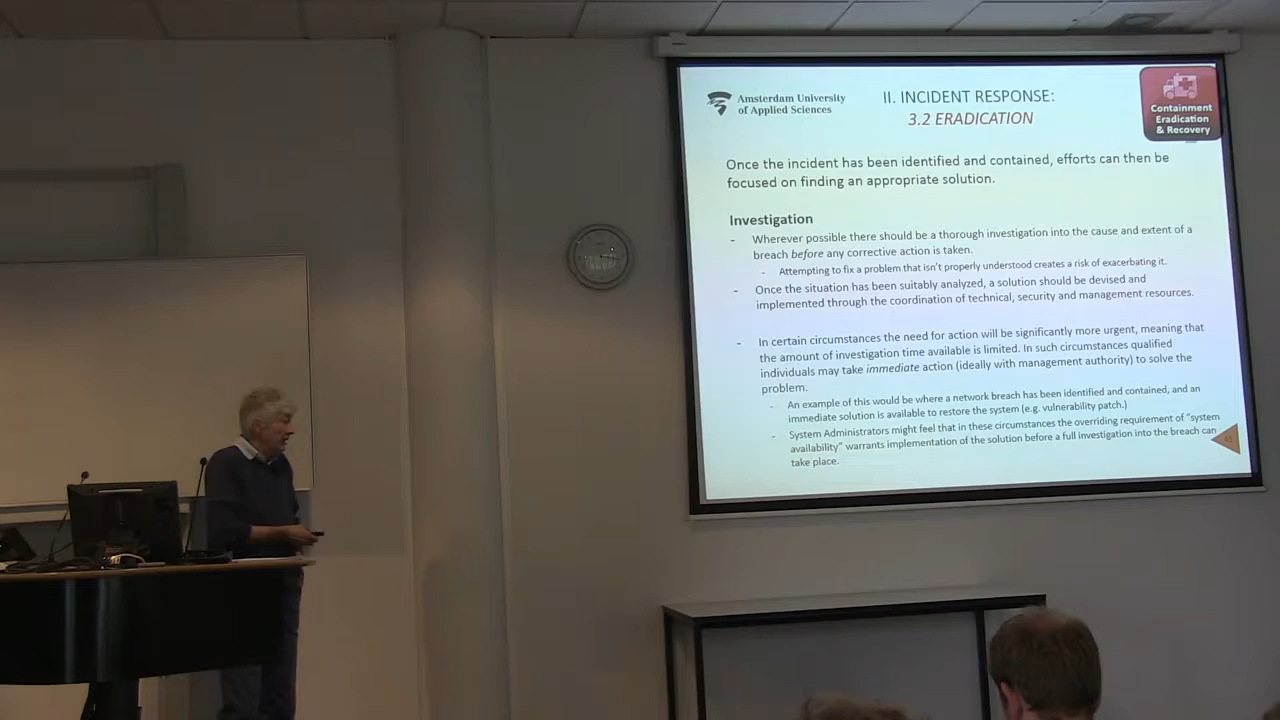 Amsterdam University
of Applied Sciences
II. INCIDENT RESPONSE:
3.2 ERADICATION
Containment
Eradication
& Recovery
Once the incident has been identified and contained, efforts can then be
focused on finding an appropriate solution.
Investigation
- Wherever possible there should be a thorough investigation into the cause and extent of a
breach before any corrective action is taken.
- Attempting to fix a problem that isn't properly understood creates a risk of exacerbating it.
- Once the situation has been suitably analyzed, a solution should be devised and
implemented through the coordination of technical, security and management resources.
- In certain circumstances the need for action will be significantly more urgent, meaning that
the amount of investigation time available is limited. In such circumstances qualified
individuals may take immediate action (ideally with management authority) to solve the
problem.
- An example of this would be where a network breach has been identified and contained, and an
immediate solution is available to restore the system (e.g. vulnerability patch.)
- System Administrators might feel that in these circumstances the overriding requirement of "system
availability" warrants implementation of the solution before a full investigation into the breach can
take place.